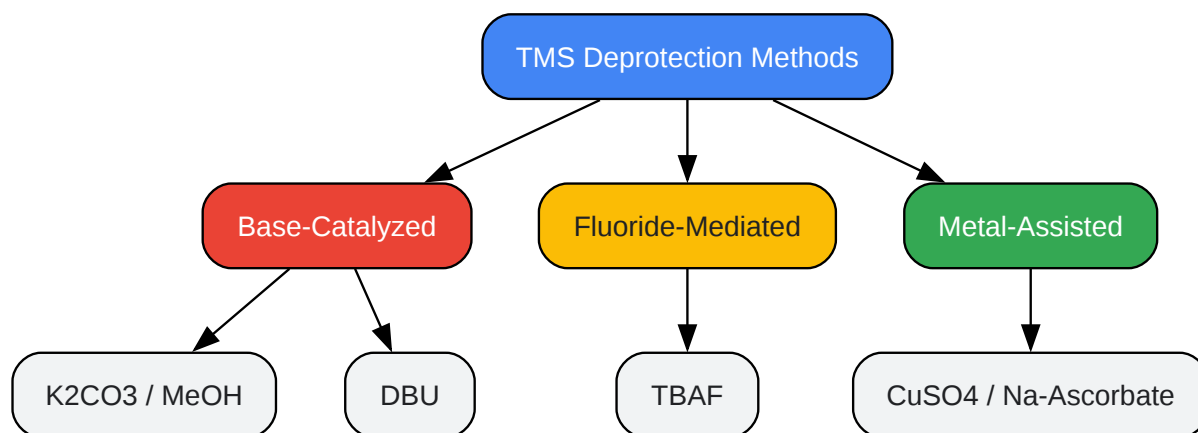 TMS Deprotection Methods
Base-Catalyzed
Fluoride-Mediated
Metal-Assisted
K2CO3 / MeOH
DBU
TBAF
CuSO4 / Na-Ascorbate